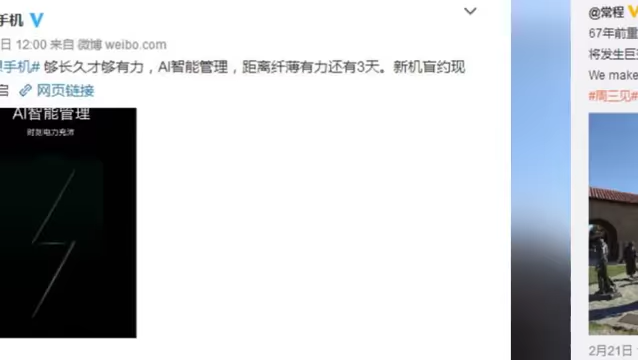 手机
日 12:00 来自 微博 weibo.com
手机# 够长久才够有力，AI智能管理，距离纤薄有力还有3天。新机盲约现
启 网页链接
AI智能管理
时刻电力充沛
@常程
67年前重
将发生巨
We make
#周三见#
2月21日